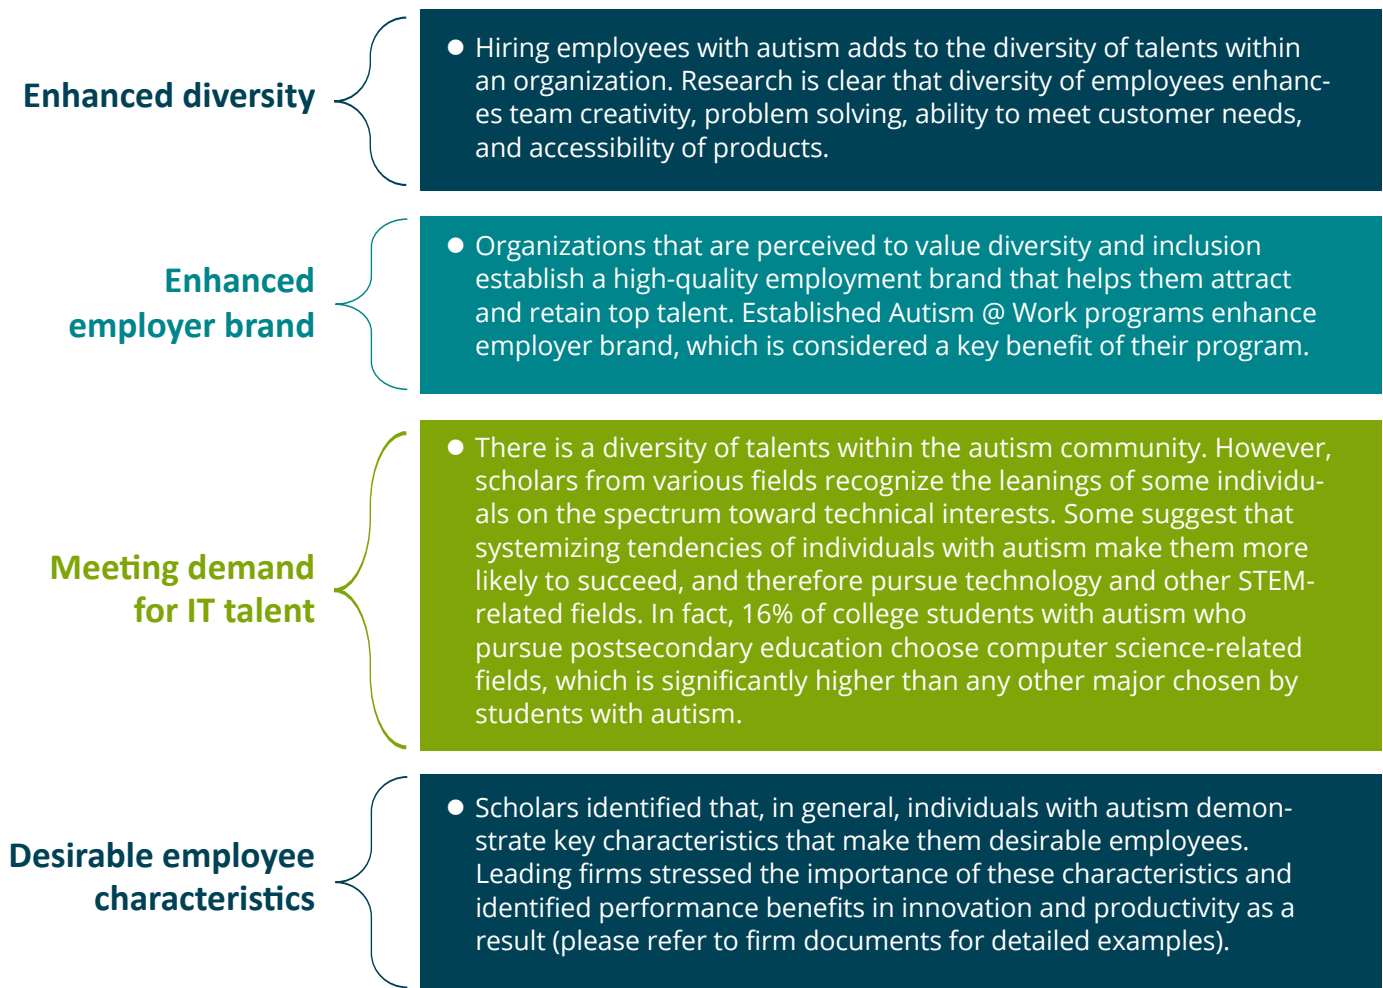 Enhanced diversity
● Hiring employees with autism adds to the diversity of talents within
an organization. Research is clear that diversity of employees enhanc-
es team creativity, problem solving, ability to meet customer needs,
and accessibility of products.
Enhanced
employer brand
● Organizations that are perceived to value diversity and inclusion
establish a high-quality employment brand that helps them attract
and retain top talent. Established Autism @ Work programs enhance
employer brand, which is considered a key benefit of their program.
Meeting demand
for IT talent
● There is a diversity of talents within the autism community. However,
scholars from various fields recognize the leanings of some individu-
als on the spectrum toward technical interests. Some suggest that
systemizing tendencies of individuals with autism make them more
likely to succeed, and therefore pursue technology and other STEM-
related fields. In fact, 16% of college students with autism who
pursue postsecondary education choose computer science-related
fields, which is significantly higher than any other major chosen by
students with autism.
Desirable employee
characteristics
● Scholars identified that, in general, individuals with autism demon-
strate key characteristics that make them desirable employees.
Leading firms stressed the importance of these characteristics and
identified performance benefits in innovation and productivity as a
result (please refer to firm documents for detailed examples).